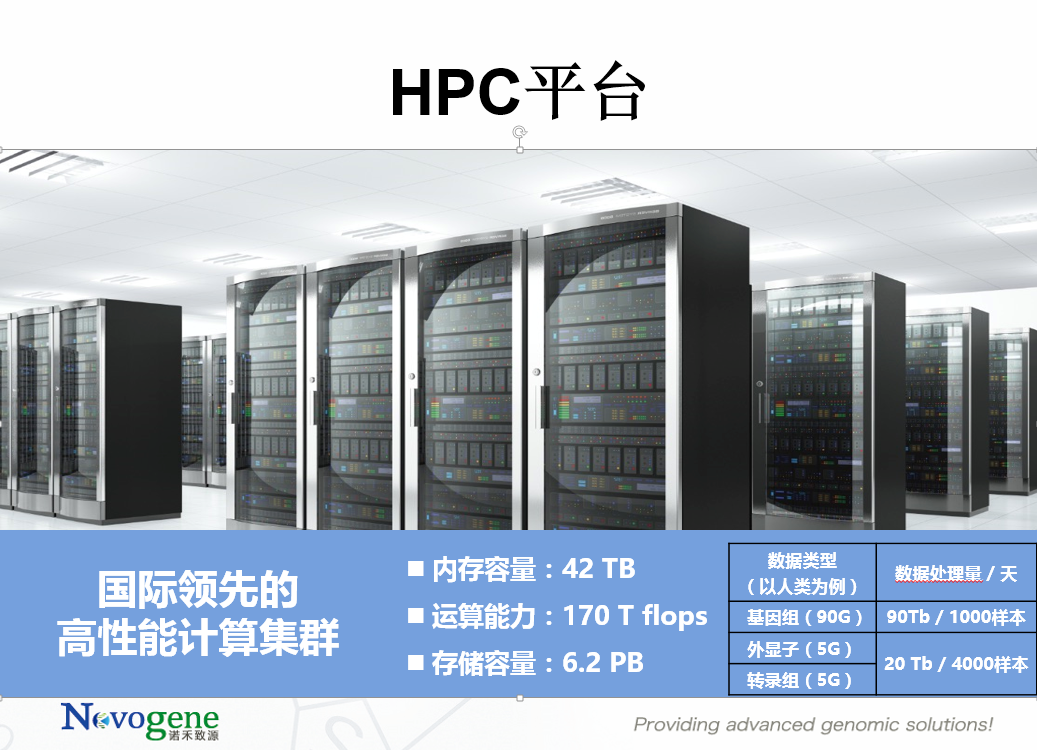 HPC平台
国际领先的
高性能计算集群
■ 内存容量：42 TB
■ 运算能力：170 T flops
■ 存储容量：6.2 PB
数据类型
（以人类为例） 数据处理量 / 天
基因组（90G） 90Tb / 1000样本
外显子（5G）
转录组（5G） 20 Tb / 4000样本
Novogene
诺禾致源
Providing advanced genomic solutions!